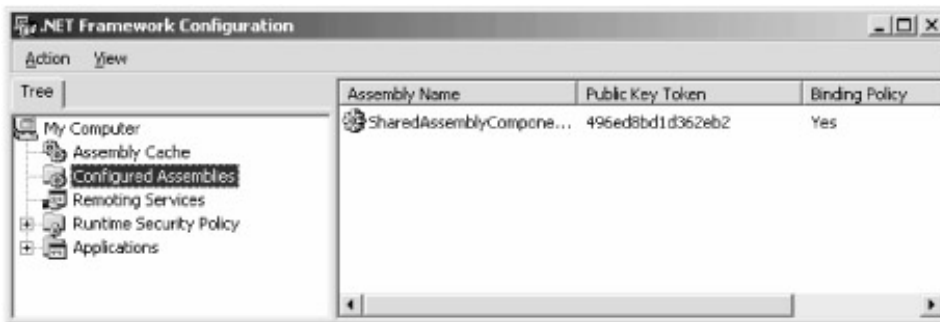 .NET Framework Configuration
Action View
Tree
My Computer
Assembly Cache
Configured Assemblies
Remoting Services
Runtime Security Policy
Applications
Assembly Name Public Key Token Binding Policy
SharedAssemblyCompone... 496ed8bd1d362eb2 Yes